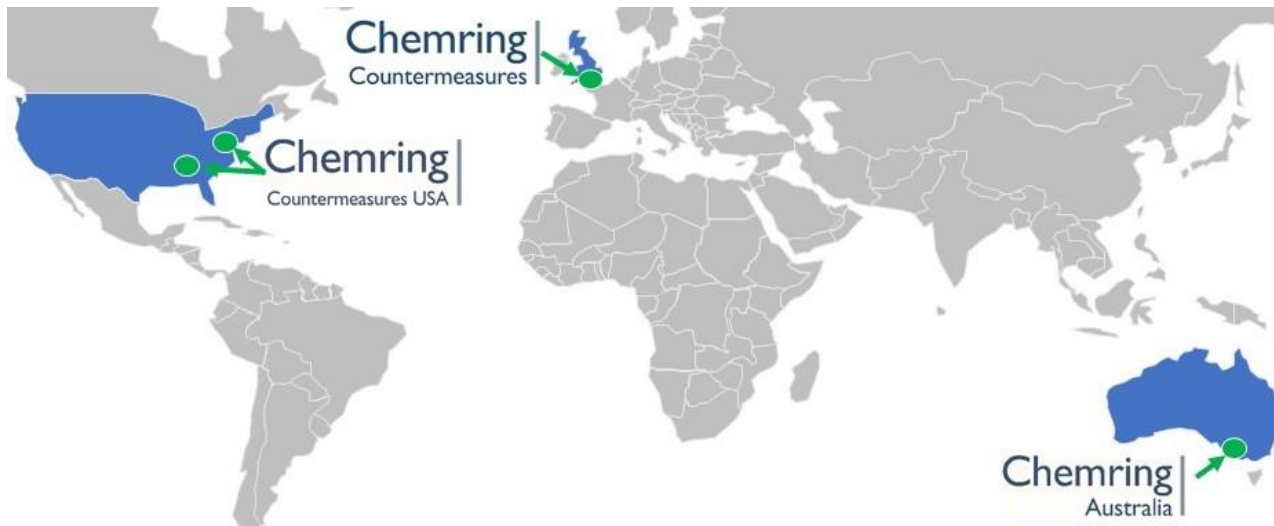 Chemring
Countermeasures
Chemring
Countermeasures USA
Chemring
Australia